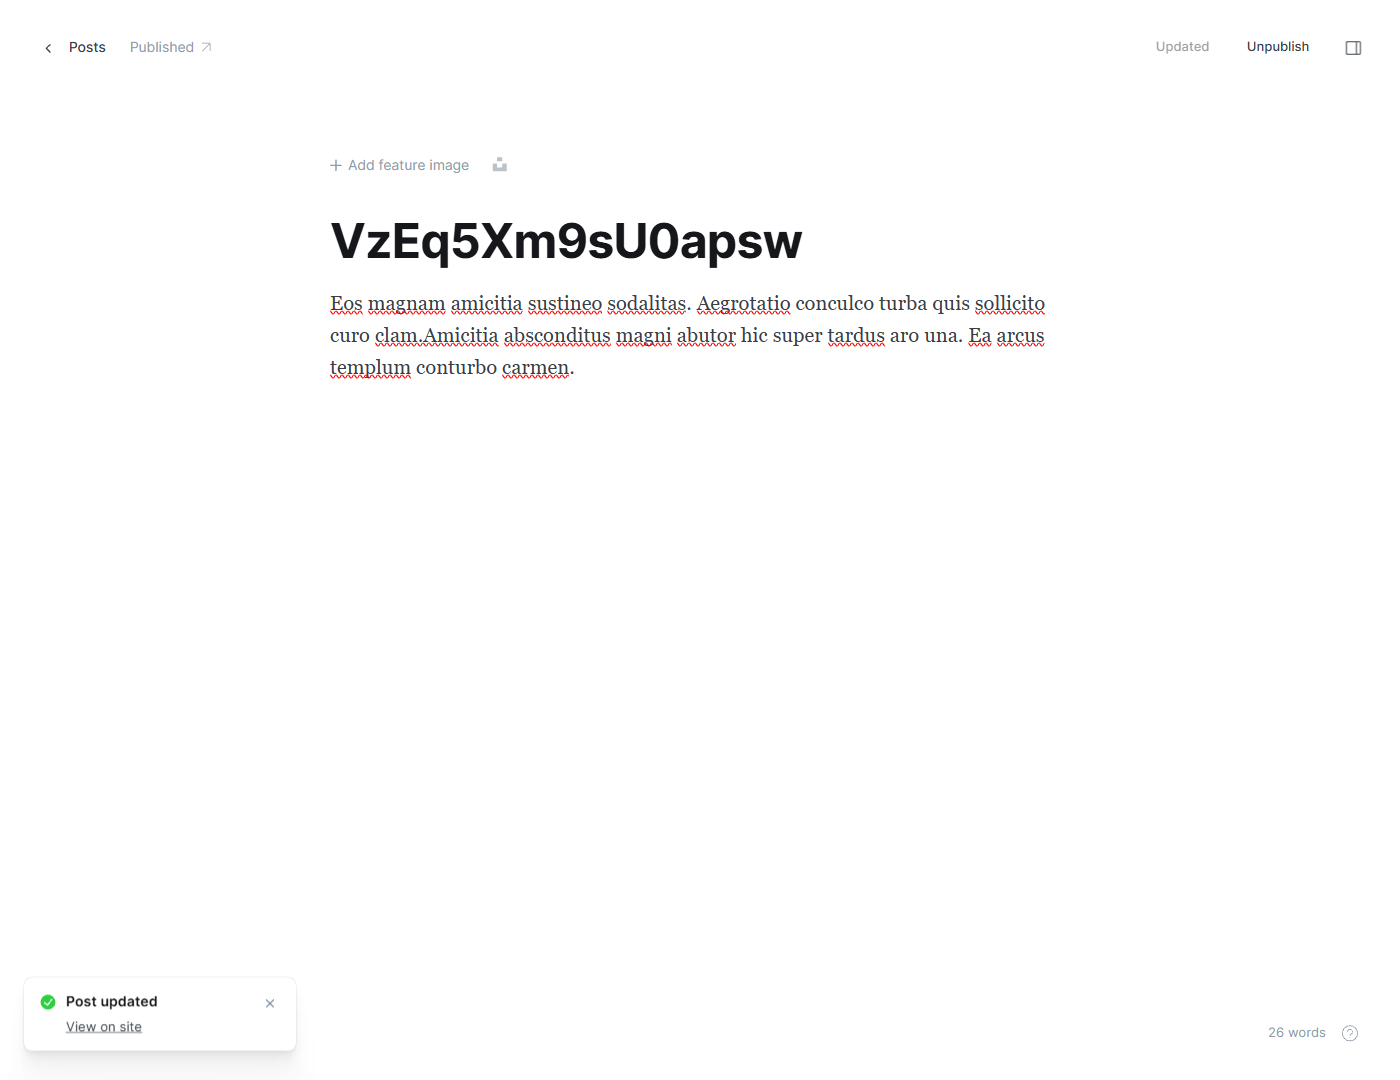 Posts Published
Updated Unpublish
Add feature image
VzEq5Xm9sU0apsw
Eos magnam amicitia sustineo sodalitas. Aegrotatio conculco turba quis sollicito
curo clam.Amicitia absconditus magni abutor hic super tardus aro una. Ea arcus
templum conturbo carmen.
Post updated
View on site
26 words